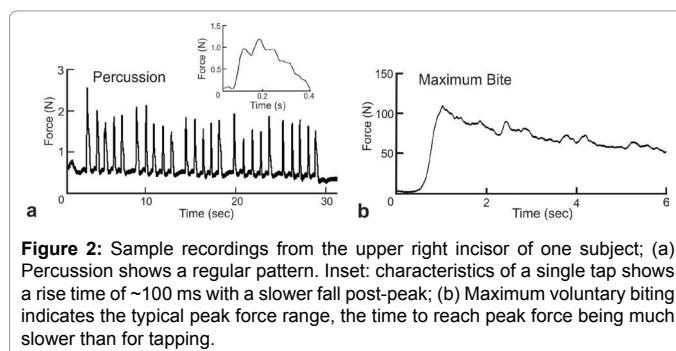 1.5
1.0
0.5
0
Force (N)
0.2
0.4
Time (s)
3
2
1
Force (N)
Percussion
0
10
20
30
Time (sec)
a
150
100
50
Force (N)
Maximum Bite
0
2
4
6
Time (sec)
b
Figure 2: Sample recordings from the upper right incisor of one subject; (a)
Percussion shows a regular pattern. Inset: characteristics of a single tap shows
a rise time of ~100 ms with a slower fall post-peak; (b) Maximum voluntary biting
indicates the typical peak force range, the time to reach peak force being much
slower than for tapping.